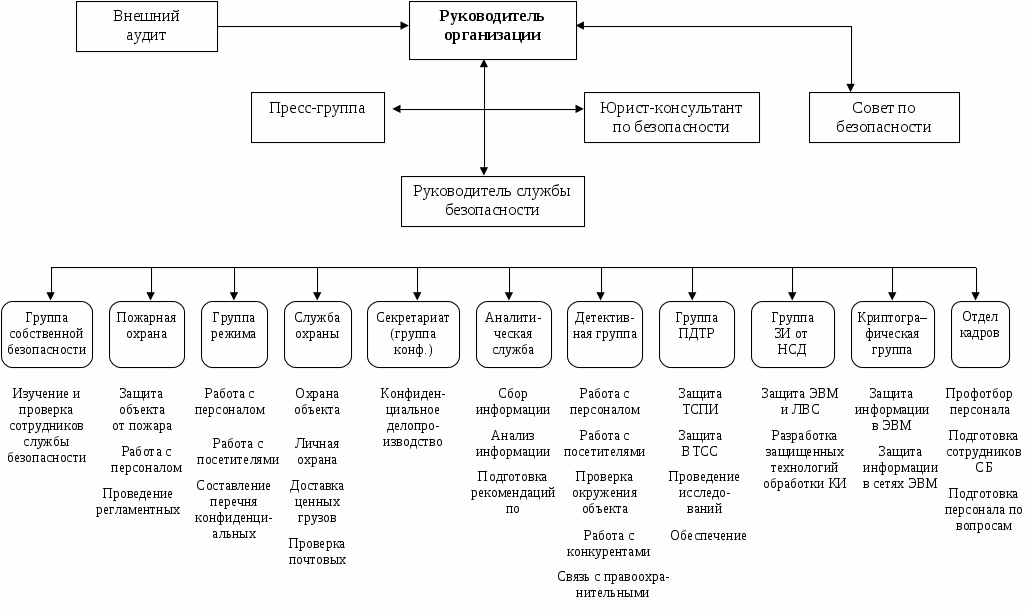 Внешний
аудит
Руководитель
организации
Пресс-группа
Юрист-консультант
по безопасности
Совет по
безопасности
Руководитель службы
безопасности
Группа
собственной
безопасности
Пожарная
охрана
Группа
режима
Служба
охраны
Секретариат
(группа
конф.)
Аналити-
ческая
служба
Детектив-
ная группа
Группа
ПДТР
Группа
ЗИ от
НСД
Криптогра–
фическая
группа
Отдел
кадров
Изучение и
проверка
сотрудников
службы
безопасности
Защита
объекта
от пожара
Работа с
персоналом
Проведение
регламентных
Работа с
персоналом
Работа с
посетителями
Составление
перечня
конфиденци-
альных
Охрана
объекта
Личная
охрана
Доставка
ценных
грузов
Проверка
почтовых
Конфиден-
циальное
делопро-
изводство
Сбор
информации
Анализ
информации
Подготовка
рекомендаций
по
Работа с
персоналом
Работа с
посетителями
Проверка
окружения
объекта
Работа с
конкурентами
Связь с правоохра-
нительными
Защита
ТСПИ
Защита
В ТСС
Проведение
исследо-
ваний
Обеспечение
Защита ЭВМ
и ЛВС
Разработка
защищенных
технологий
обработки КИ
Защита
информации
в ЭВМ
Защита
информации
в сетях ЭВМ
Профотбор
персонала
Подготовка
сотрудников
СБ
Подготовка
персонала по
вопросам